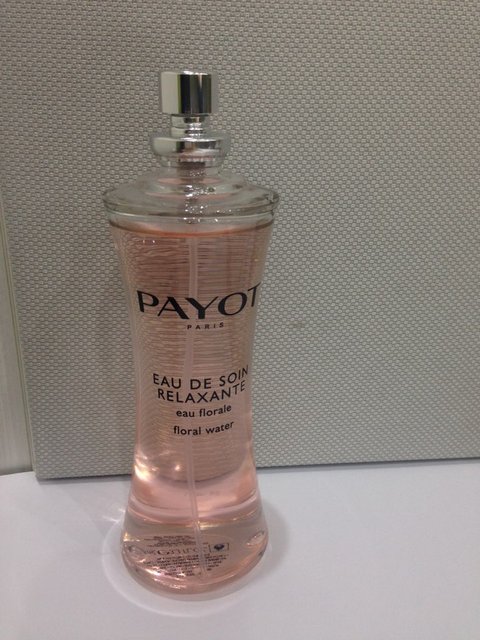 PAYOT
PARIS
EAU DE SOIN
RELAXANTE
eau florale
floral water